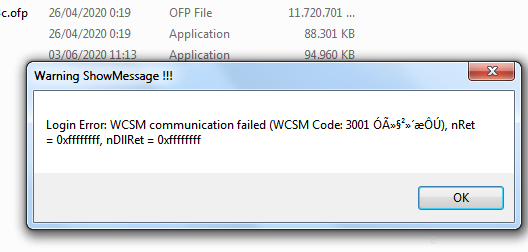 c.ofp 26/04/2020 0:19 OFP File 11.720.701 ...
26/04/2020 0:19 Application 88.301 KB
03/06/2020 11:13 Application 94.960 KB
Warning ShowMessage !!!
Login Error: WCSM communication failed (WCSM Code: 3001 ÓÃ»§²»´æÔÚ), nRet
= 0xffffffff, nDllRet = 0xffffffff
OK